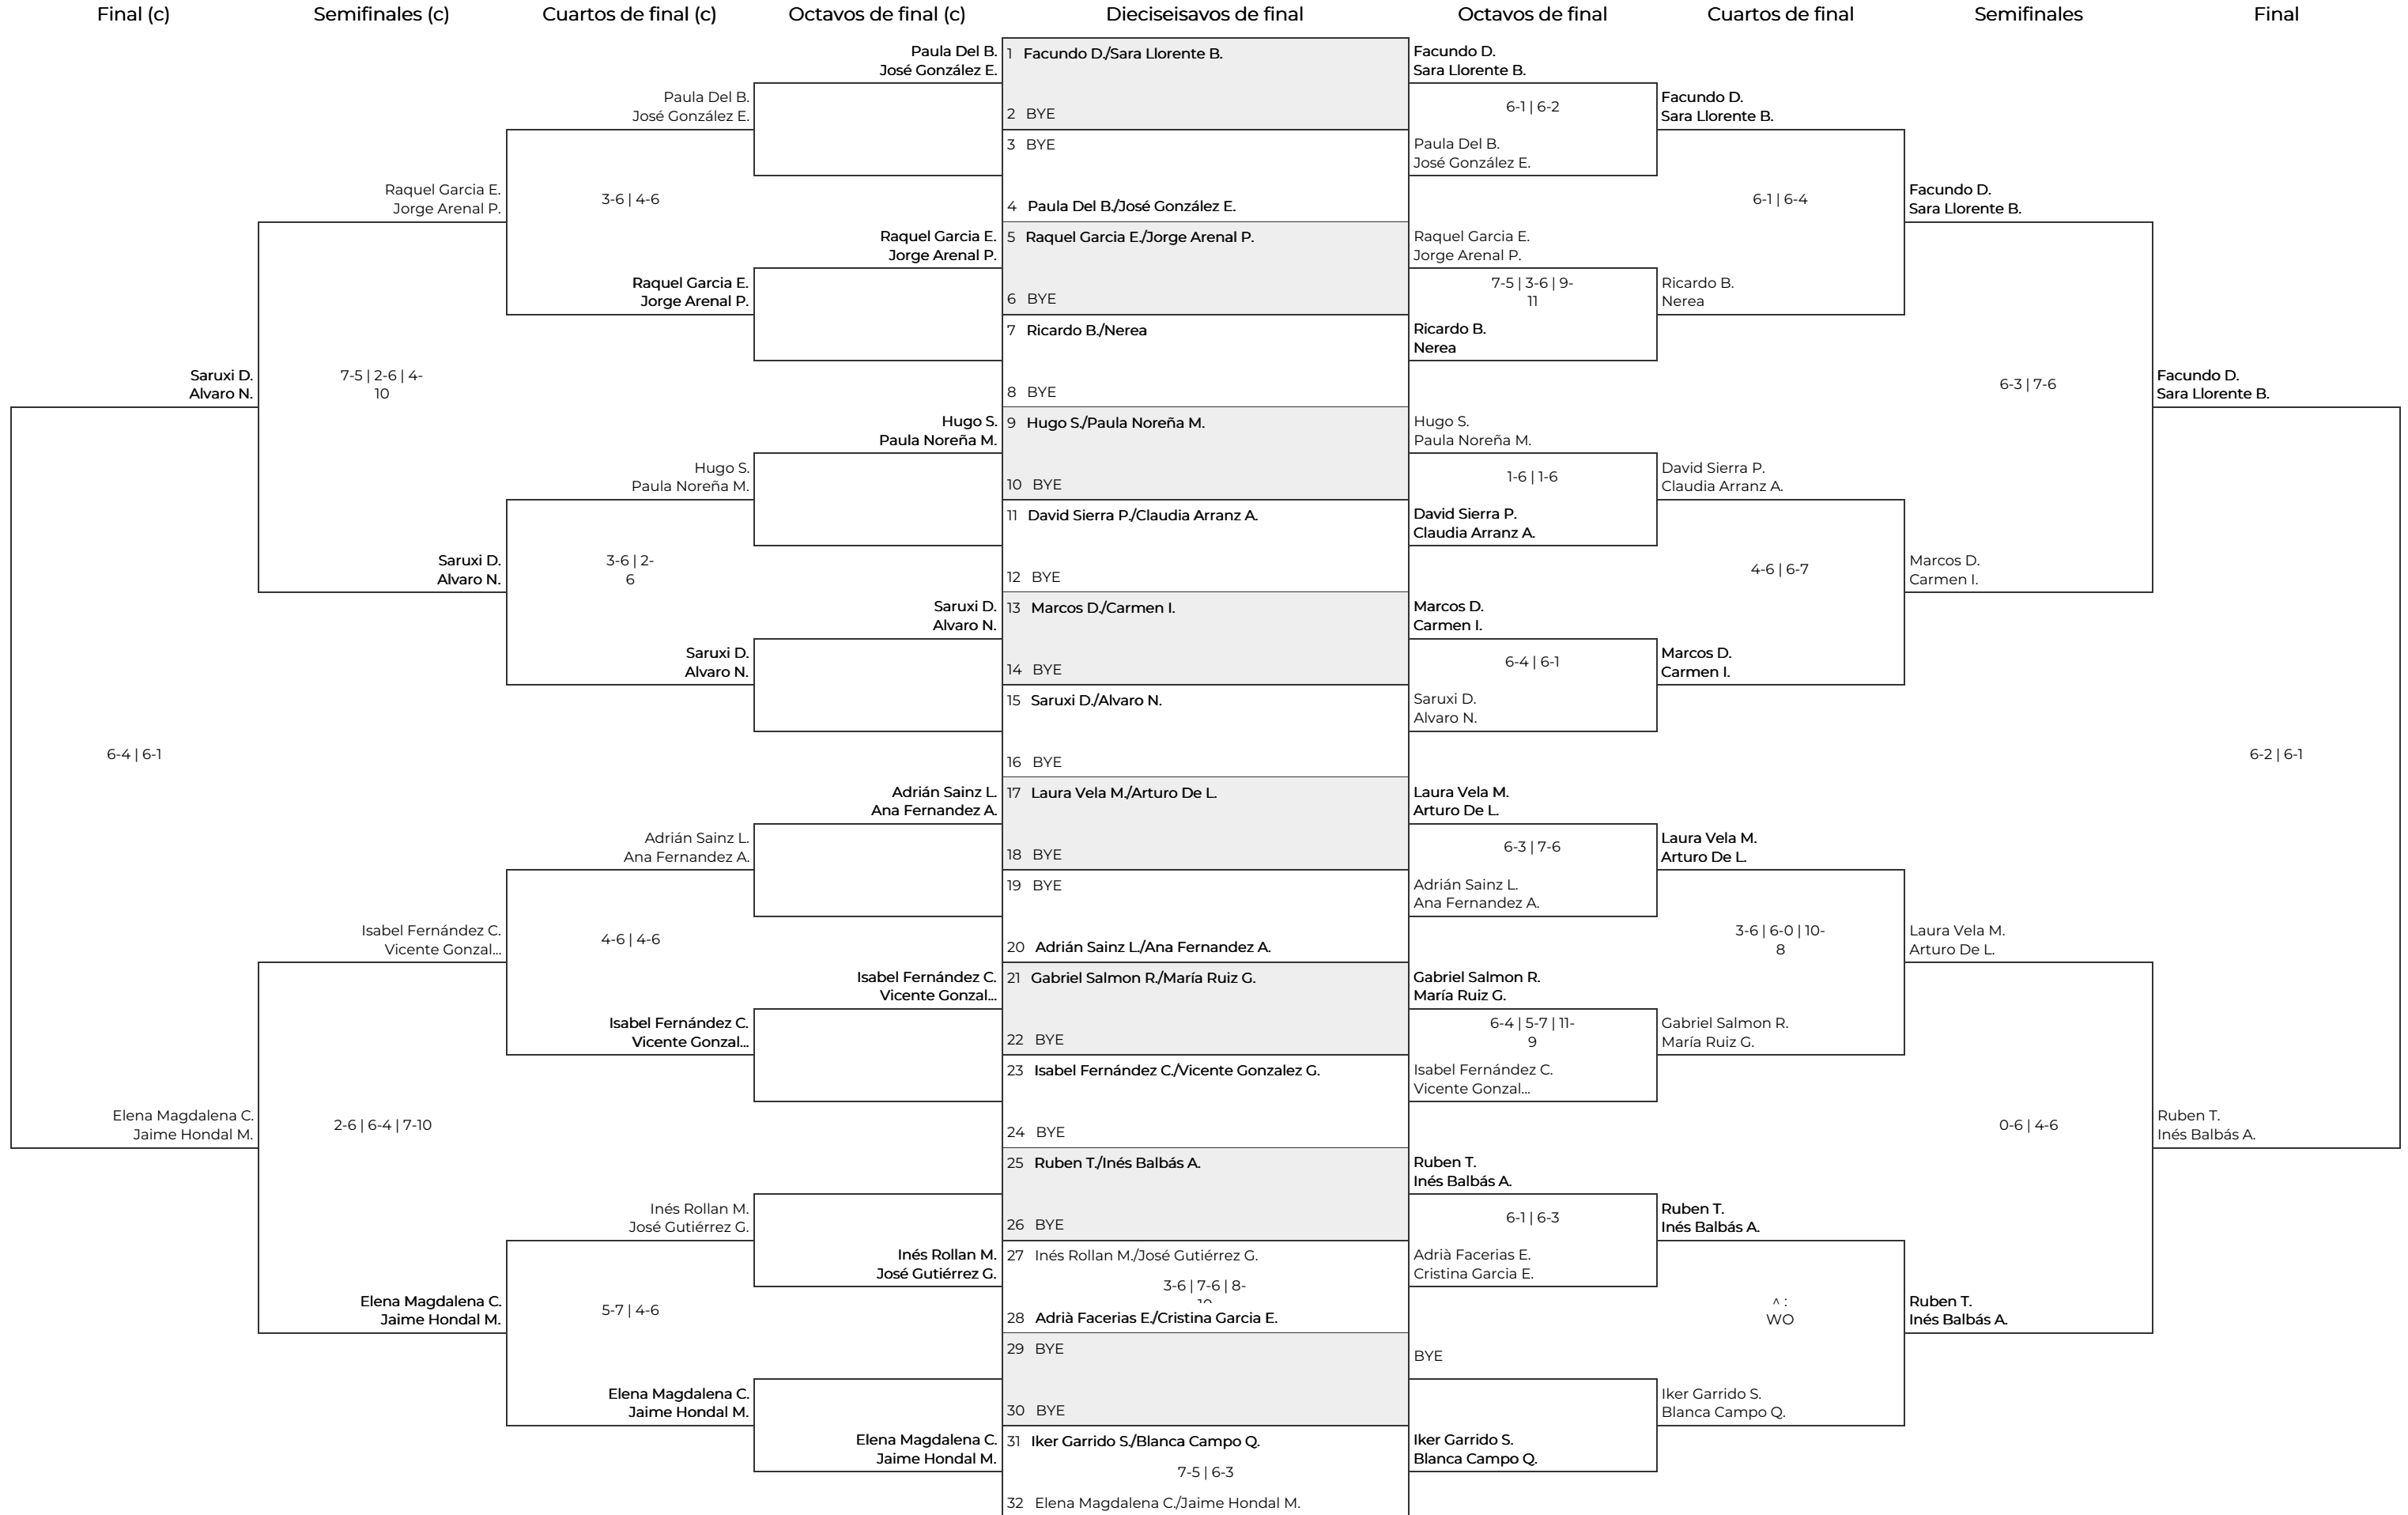 Final (c)
Semifinales (c)
Cuartos de final (c)
Octavos de final (c)
Dieciseisavos de final
Octavos de final
Cuartos de final
Semifinales
Final
Saruxi D.
Alvaro N.
6-4 | 6-1
Elena Magdalena C.
Jaime Hondal M.
Raquel Garcia E.
Jorge Arenal P.
7-5 | 2-6 | 4-
10
Saruxi D.
Alvaro N.
Isabel Fernández C.
Vicente Gonzal...
2-6 | 6-4 | 7-10
Elena Magdalena C.
Jaime Hondal M.
Paula Del B.
José González E.
3-6 | 4-6
Raquel Garcia E.
Jorge Arenal P.
Hugo S.
Paula Noreña M.
3-6 | 2-
6
Saruxi D.
Alvaro N.
Adrián Sainz L.
Ana Fernandez A.
4-6 | 4-6
Isabel Fernández C.
Vicente Gonzal...
Inés Rollan M.
José Gutiérrez G.
5-7 | 4-6
Elena Magdalena C.
Jaime Hondal M.
Paula Del B.
José González E.
Raquel Garcia E.
Jorge Arenal P.
Hugo S.
Paula Noreña M.
Saruxi D.
Alvaro N.
Adrián Sainz L.
Ana Fernandez A.
Isabel Fernández C.
Vicente Gonzal...
Inés Rollan M.
José Gutiérrez G.
Elena Magdalena C.
Jaime Hondal M.
1 Facundo D./Sara Llorente B.
2 BYE
3 BYE
4 Paula Del B./José González E.
5 Raquel Garcia E./Jorge Arenal P.
6 BYE
7 Ricardo B./Nerea
8 BYE
9 Hugo S./Paula Noreña M.
10 BYE
11 David Sierra P./Claudia Arranz A.
12 BYE
13 Marcos D./Carmen I.
14 BYE
15 Saruxi D./Alvaro N.
16 BYE
17 Laura Vela M./Arturo De L.
18 BYE
19 BYE
20 Adrián Sainz L./Ana Fernandez A.
21 Gabriel Salmon R./María Ruiz G.
22 BYE
23 Isabel Fernández C./Vicente Gonzalez G.
24 BYE
25 Ruben T./Inés Balbás A.
26 BYE
27 Inés Rollan M./José Gutiérrez G.
3-6 | 7-6 | 8-
10
28 Adrià Facerias E./Cristina Garcia E.
29 BYE
30 BYE
31 Iker Garrido S./Blanca Campo Q.
7-5 | 6-3
32 Elena Magdalena C./Jaime Hondal M.
Facundo D.
Sara Llorente B.
6-1 | 6-2
Paula Del B.
José González E.
Raquel Garcia E.
Jorge Arenal P.
7-5 | 3-6 | 9-
11
Ricardo B.
Nerea
Hugo S.
Paula Noreña M.
1-6 | 1-6
David Sierra P.
Claudia Arranz A.
Marcos D.
Carmen I.
6-4 | 6-1
Saruxi D.
Alvaro N.
Laura Vela M.
Arturo De L.
6-3 | 7-6
Adrián Sainz L.
Ana Fernandez A.
Gabriel Salmon R.
María Ruiz G.
6-4 | 5-7 | 11-
9
Isabel Fernández C.
Vicente Gonzal...
Ruben T.
Inés Balbás A.
6-1 | 6-3
Adrià Facerias E.
Cristina Garcia E.
BYE
Iker Garrido S.
Blanca Campo Q.
Facundo D.
Sara Llorente B.
6-1 | 6-4
Ricardo B.
Nerea
David Sierra P.
Claudia Arranz A.
4-6 | 6-7
Marcos D.
Carmen I.
Laura Vela M.
Arturo De L.
3-6 | 6-0 | 10-
8
Gabriel Salmon R.
María Ruiz G.
Ruben T.
Inés Balbás A.
^ :
WO
Iker Garrido S.
Blanca Campo Q.
Facundo D.
Sara Llorente B.
6-3 | 7-6
Marcos D.
Carmen I.
Laura Vela M.
Arturo De L.
0-6 | 4-6
Ruben T.
Inés Balbás A.
Facundo D.
Sara Llorente B.
6-2 | 6-1
Ruben T.
Inés Balbás A.